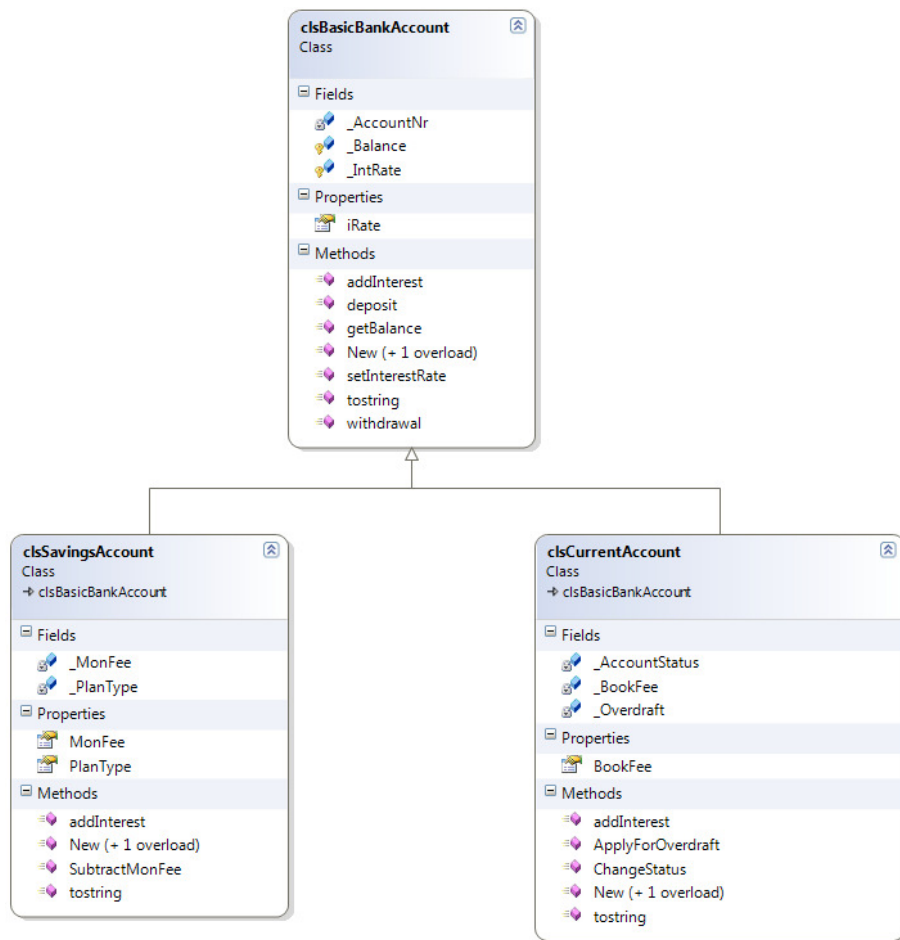 clsBasicBankAccount
Class
Fields
_AccountNr
_Balance
_IntRate
Properties
iRate
Methods
addInterest
deposit
getBalance
New (+ 1 overload)
setInterestRate
tostring
withdrawal
clsSavingsAccount
Class
clsBasicBankAccount
Fields
_MonFee
_PlanType
Properties
MonFee
PlanType
Methods
addInterest
New (+ 1 overload)
SubtractMonFee
tostring
clsCurrentAccount
Class
clsBasicBankAccount
Fields
_AccountStatus
_BookFee
_Overdraft
Properties
BookFee
Methods
addInterest
ApplyForOverdraft
ChangeStatus
New (+ 1 overload)
tostring